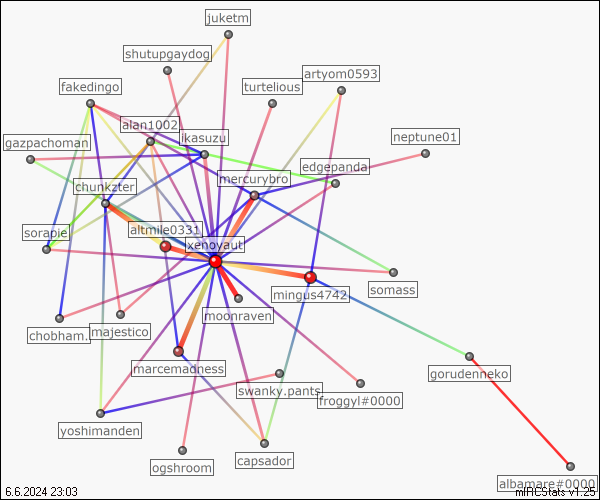 juketm
shutupgaydog
artyom0593
fakedingo
turtelious
alan1002
gazpachoman
ikasuzu
neptune01
edgepanda
mercurybro
chunkzter
sorapie
altmile0331
xenoyaut
somass
mingus4742
moonraven
chobham.
majestico
marcemadness
gorudenneko
swanky.pants
froggyl#0000
yoshimanden
capsador
ogshroom
albamare#0000
6.6.2024 23:03
mIRCStats v1.25